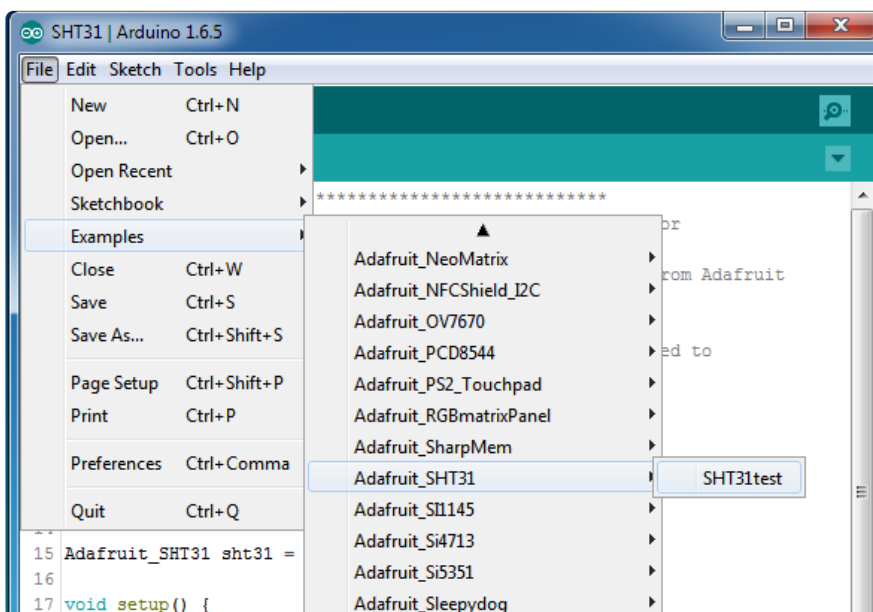 SHT31 | Arduino 1.6.5
File Edit Sketch Tools Help
New Ctrl+N
Open... Ctrl+O
Open Recent
Sketchbook
Examples
Close Ctrl+W
Save Ctrl+S
Save As... Ctrl+Shift+S
Page Setup Ctrl+Shift+P
Print Ctrl+P
Preferences Ctrl+Comma
Quit Ctrl+Q
Adafruit_NeoMatrix
Adafruit_NFCShield_I2C
Adafruit_OV7670
Adafruit_PCD8544
Adafruit_PS2_Touchpad
Adafruit_RGBmatrixPanel
Adafruit_SharpMem
Adafruit_SHT31
Adafruit_SI1145
Adafruit_Si4713
Adafruit_Si5351
Adafruit_Sleepydog
SHT31test
****************************
or
rom Adafruit
ed to
15 Adafruit_SHT31 sht31 =
16
17 void setup() {